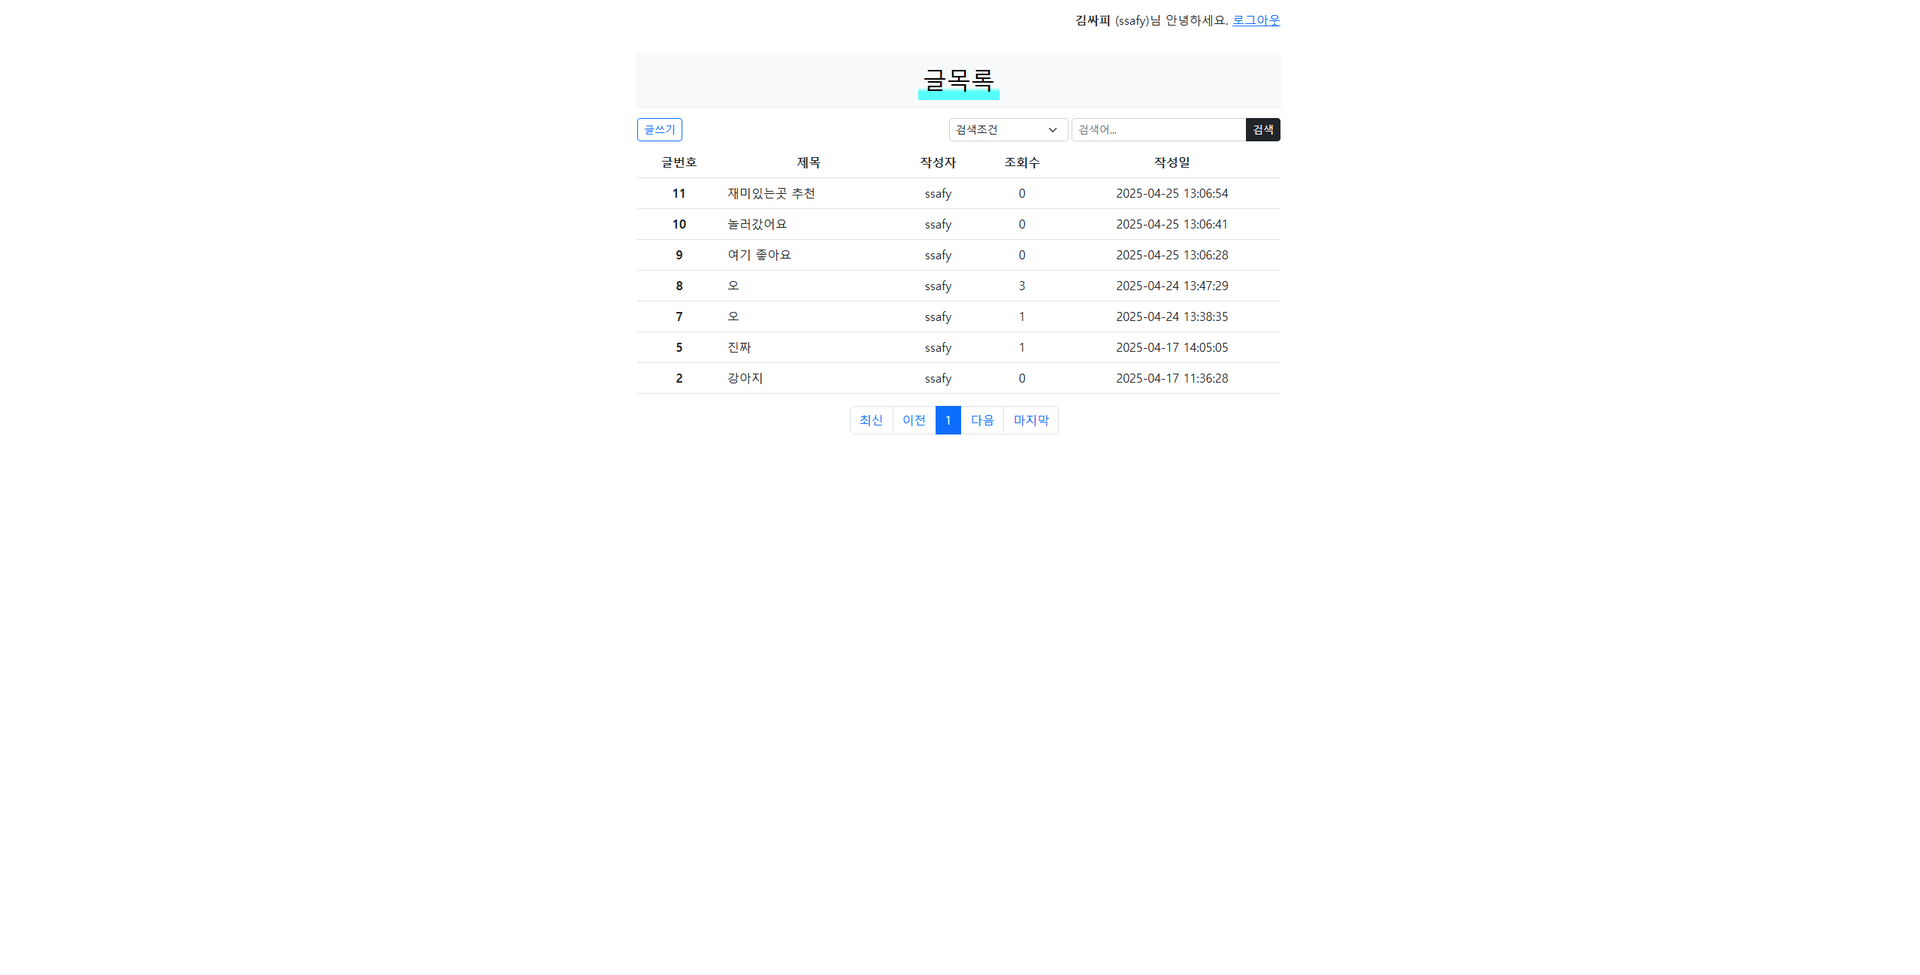 김싸피 (ssafy)님 안녕하세요. 로그아웃
글목록
글쓰기 검색조건 검색어... 검색
글번호 제목 작성자 조회수 작성일
11 재미있는곳 추천 ssafy 0 2025-04-25 13:06:54
10 놀러갔어요 ssafy 0 2025-04-25 13:06:41
9 여기 좋아요 ssafy 0 2025-04-25 13:06:28
8 오 ssafy 3 2025-04-24 13:47:29
7 오 ssafy 1 2025-04-24 13:38:35
5 진짜 ssafy 1 2025-04-17 14:05:05
2 강아지 ssafy 0 2025-04-17 11:36:28
최신 이전 1 다음 마지막